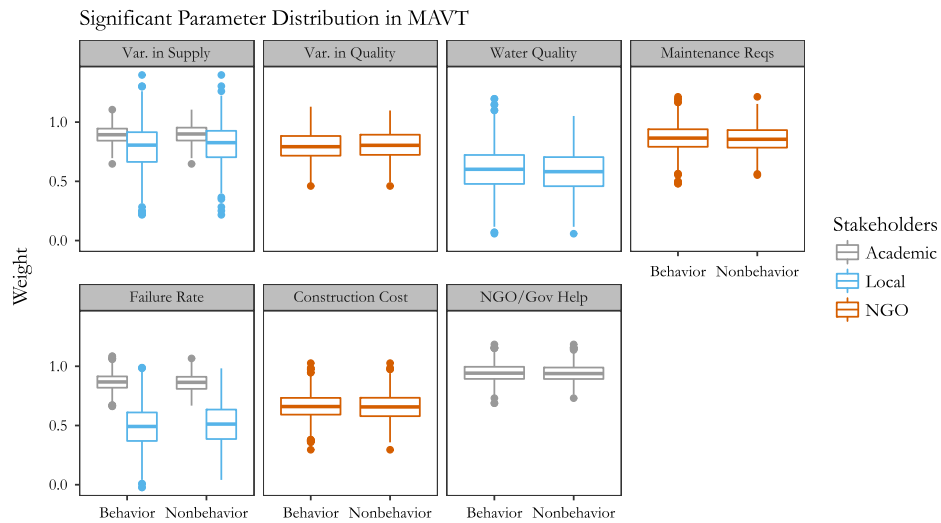 Significant Parameter Distribution in MAVT
Var. in Supply
Var. in Quality
Water Quality
Maintenance Reqs
1.0
0.5
0.0
Behavior Nonbehavior
Failure Rate
Construction Cost
NGO/Gov Help
1.0
0.5
0.0
Behavior Nonbehavior
Behavior Nonbehavior
Behavior Nonbehavior
Weight
Stakeholders
Academic
Local
NGO